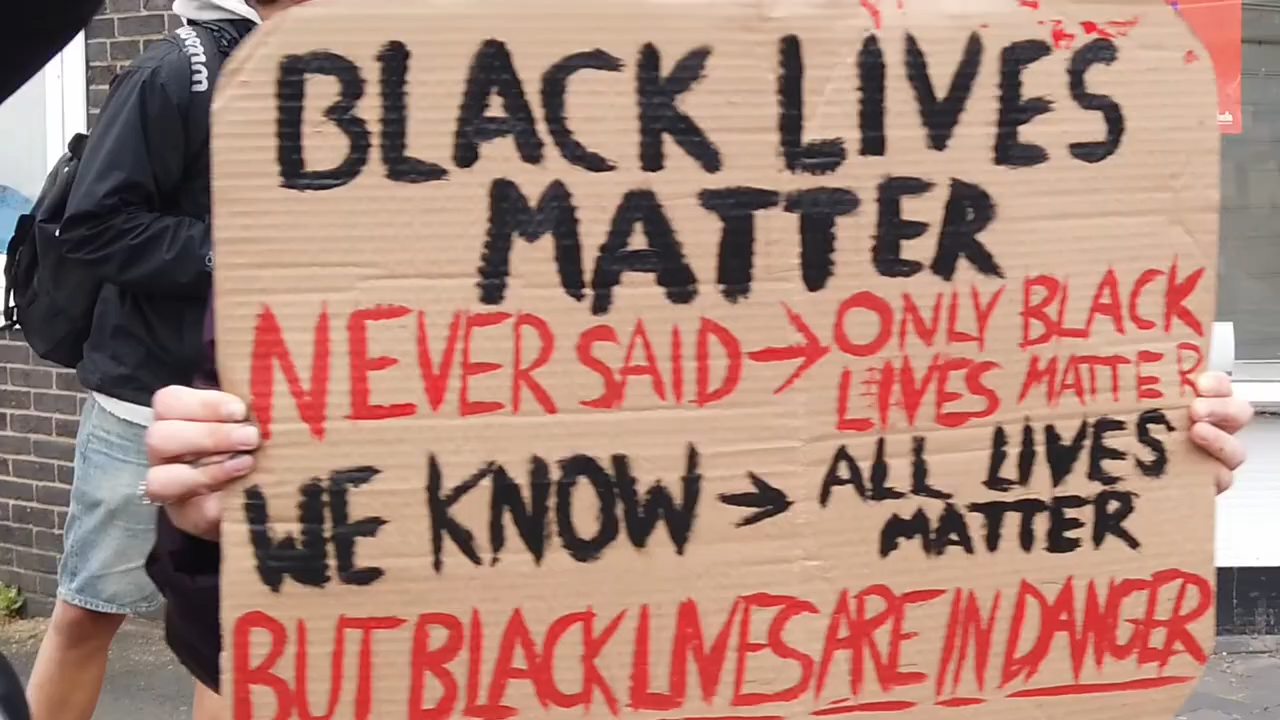 BLACK LIVES
MATTER
NEVER SAID → ONLY BLACK
LIVES MATTER
WE KNOW → ALL LIVES
MATTER
BUT BLACK LIVES ARE IN DANGER